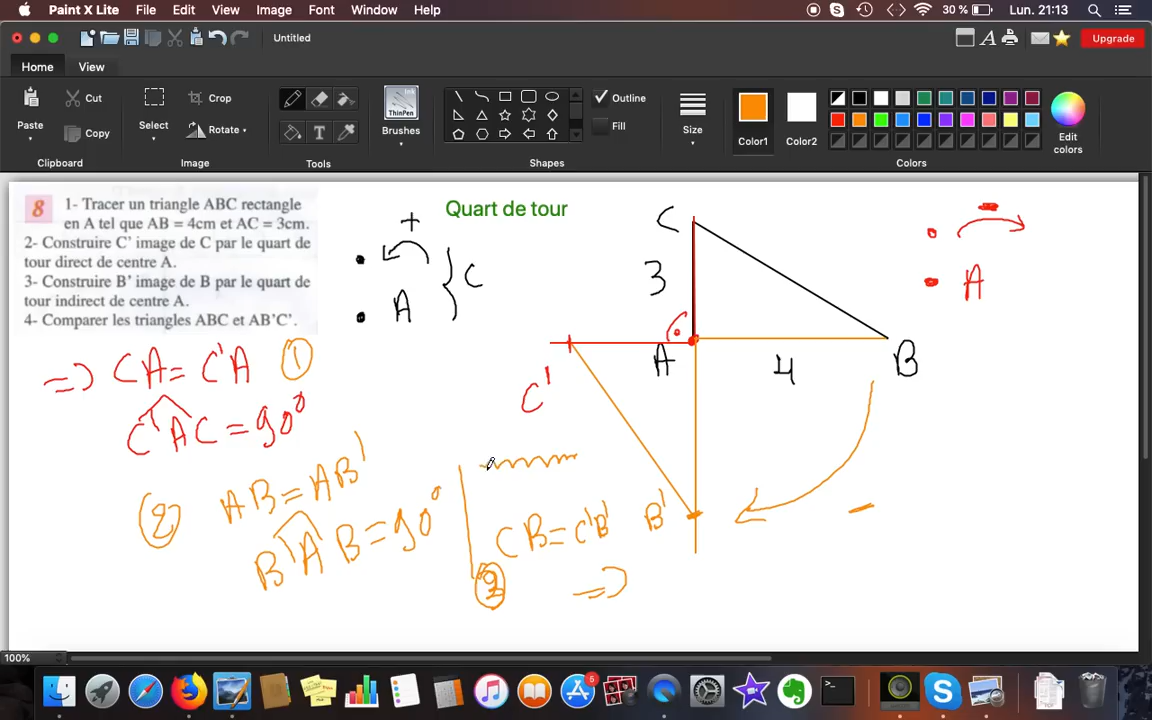 Paint X Lite File Edit View Image Font Window Help 30 % Lun. 21:13
Untitled
Upgrade
Home View
Paste Cut Copy Select Crop Rotate Brushes Outline Fill Size Color1 Color2 Edit colors
Ink
ThinPen
Clipboard Image Tools Shapes Colors
8 1- Tracer un triangle ABC rectangle
en A tel que AB = 4cm et AC = 3cm.
2- Construire C' image de C par le quart de
tour direct de centre A.
3- Construire B' image de B par le quart de
tour indirect de centre A.
4- Comparer les triangles ABC et AB'C'.
Quart de tour
+
A
C
C
3
A
4
B
-
A
C'
B'
-
=> CA = C'A ①
C'AC = 90°
② AB = AB'
B'AB = 90°
CB = C'B'
=>
100%
5